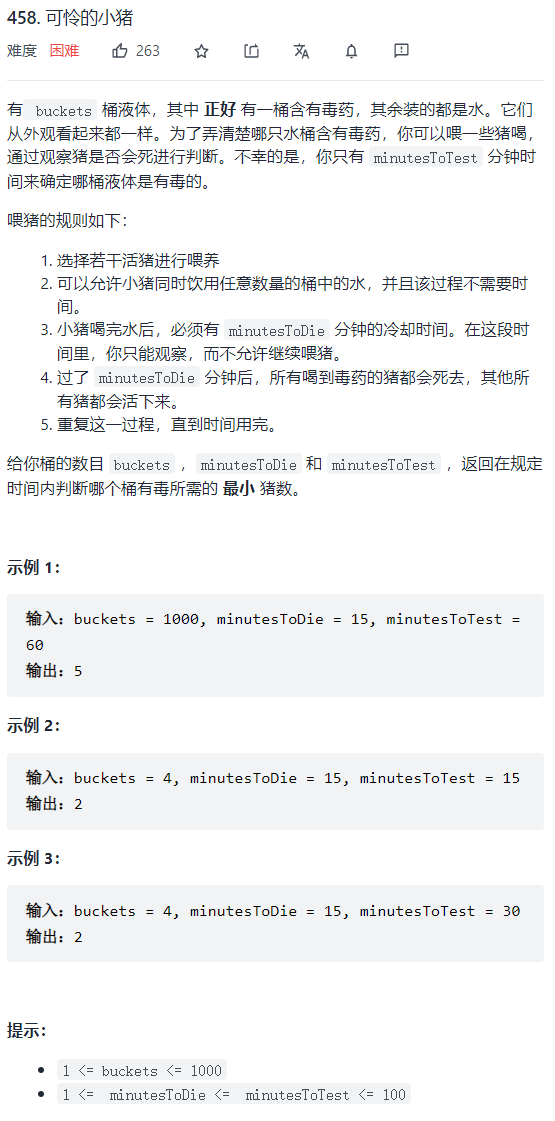 458. 可怜的小猪
难度 困难 263
有 buckets 桶液体，其中 正好 有一桶含有毒药，其余装的都是水。它们
从外观看起来都一样。为了弄清楚哪只水桶含有毒药，你可以喂一些猪喝，
通过观察猪是否会死进行判断。不幸的是，你只有 minutesToTest 分钟时
间来确定哪桶液体是有毒的。
喂猪的规则如下：
1. 选择若干活猪进行喂养
2. 可以允许小猪同时饮用任意数量的桶中的水，并且该过程不需要时
间。
3. 小猪喝完水后，必须有 minutesToDie 分钟的冷却时间。在这段时
间里，你只能观察，而不允许继续喂猪。
4. 过了 minutesToDie 分钟后，所有喝到毒药的猪都会死去，其他所
有猪都会活下来。
5. 重复这一过程，直到时间用完。
给你桶的数目 buckets ，minutesToDie 和 minutesToTest ，返回在规定
时间内判断哪个桶有毒所需的 最小 猪数。
示例 1：
输入：buckets = 1000, minutesToDie = 15, minutesToTest =
60
输出：5
示例 2：
输入：buckets = 4, minutesToDie = 15, minutesToTest = 15
输出：2
示例 3：
输入：buckets = 4, minutesToDie = 15, minutesToTest = 30
输出：2
提示：
1 <= buckets <= 1000
1 <= minutesToDie <= minutesToTest <= 100